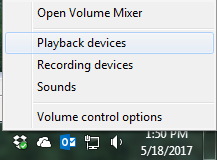 Open Volume Mixer
Playback devices
Recording devices
Sounds
Volume control options
1:50 PM
5/18/2017